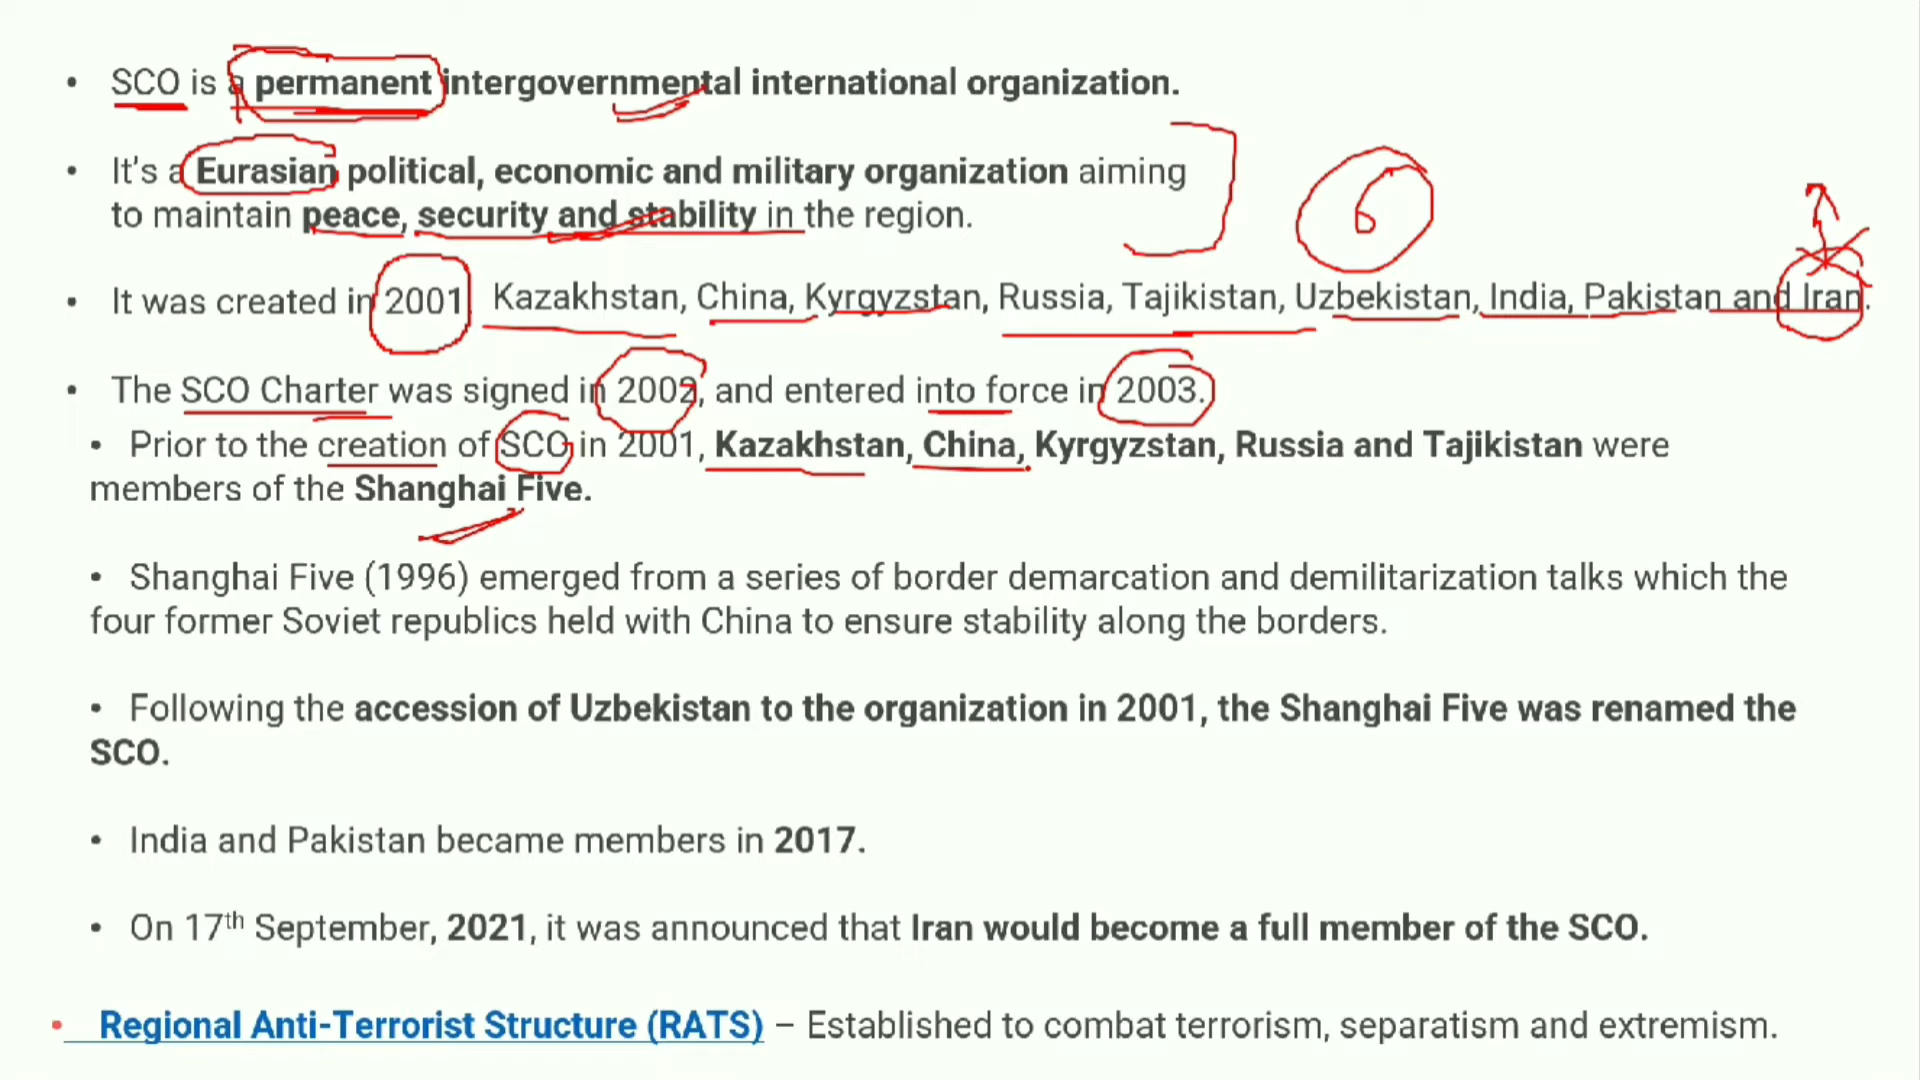 • SCO is a permanent intergovernmental international organization.
• It's a Eurasian political, economic and military organization aiming
to maintain peace, security and stability in the region.
6
• It was created in 2001 Kazakhstan, China, Kyrgyzstan, Russia, Tajikistan, Uzbekistan, India, Pakistan and Iran.
• The SCO Charter was signed in 2002, and entered into force in 2003.
• Prior to the creation of SCO in 2001, Kazakhstan, China, Kyrgyzstan, Russia and Tajikistan were
members of the Shanghai Five.
• Shanghai Five (1996) emerged from a series of border demarcation and demilitarization talks which the
four former Soviet republics held with China to ensure stability along the borders.
• Following the accession of Uzbekistan to the organization in 2001, the Shanghai Five was renamed the
SCO.
• India and Pakistan became members in 2017.
• On 17th September, 2021, it was announced that Iran would become a full member of the SCO.
• Regional Anti-Terrorist Structure (RATS) – Established to combat terrorism, separatism and extremism.